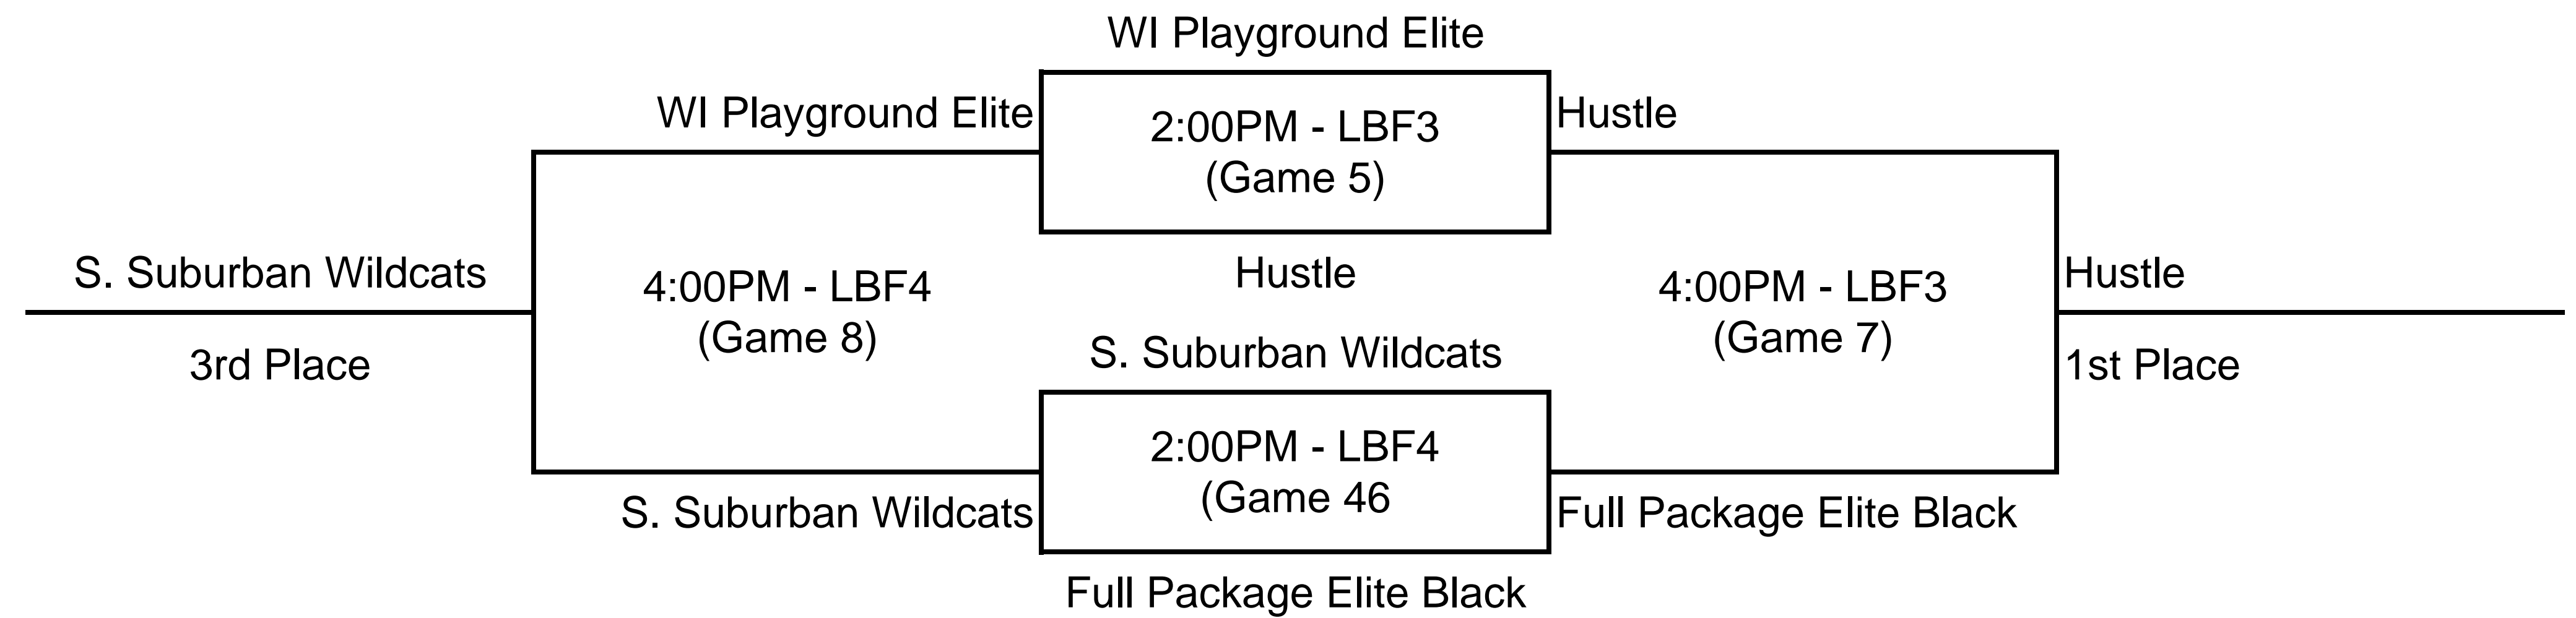 WI Playground Elite
WI Playground Elite
2:00PM - LBF3
(Game 5)
Hustle
S. Suburban Wildcats
3rd Place
4:00PM - LBF4
(Game 8)
Hustle
S. Suburban Wildcats
4:00PM - LBF3
(Game 7)
Hustle
1st Place
2:00PM - LBF4
(Game 46
S. Suburban Wildcats
Full Package Elite Black
Full Package Elite Black